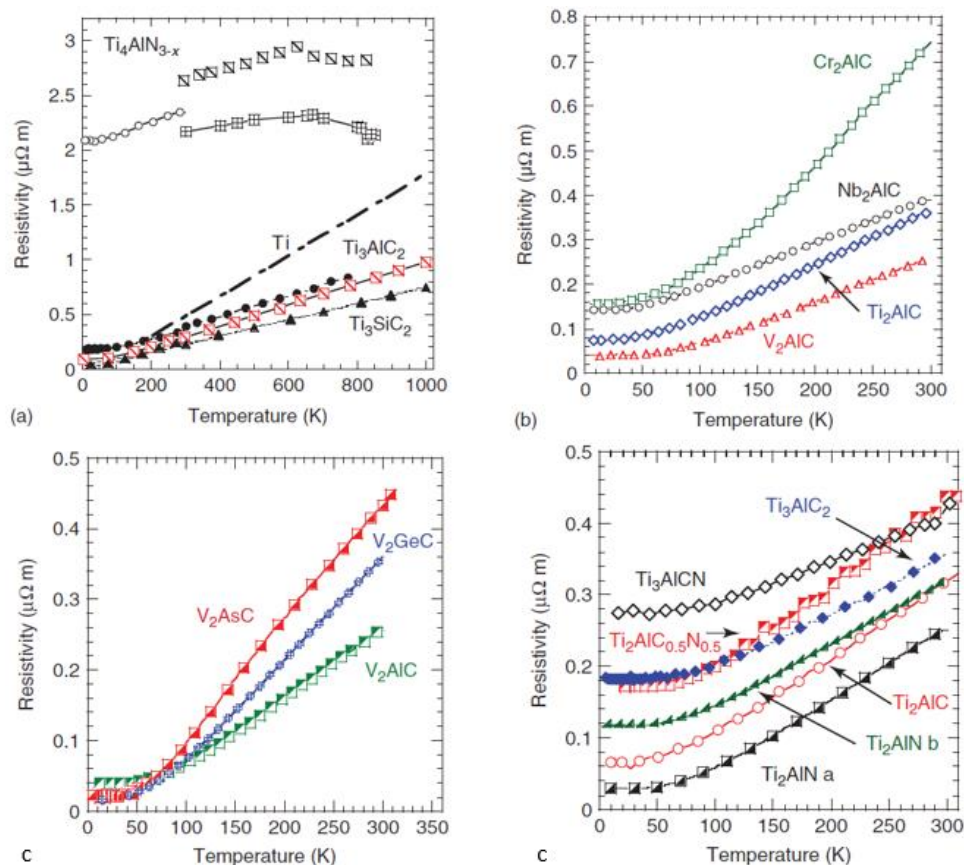 3
2.5
2
1.5
1
0.5
0
Resistivity (μΩ m)
Ti₄AlN₃₋ₓ
Ti
Ti₃AlC₂
Ti₃SiC₂
0 200 400 600 800 1000
Temperature (K)
(a)
0.8
0.7
0.6
0.5
0.4
0.3
0.2
0.1
0
Resitivity (μΩ m)
Cr₂AlC
Nb₂AlC
Ti₂AlC
V₂AlC
0 50 100 150 200 250 300
Temperature (K)
(b)
0.5
0.4
0.3
0.2
0.1
0
Resistivity (μΩ m)
V₂AsC
V₂GeC
V₂AlC
0 50 100 150 200 250 300 350
Temperature (K)
c
0.5
0.4
0.3
0.2
0.1
0
Resistivity (μΩ m)
Ti₃AlC₂
Ti₃AlCN
Ti₂AlC₀.₅N₀.₅
Ti₂AlC
Ti₂AlN b
Ti₂AlN a
0 50 100 150 200 250 300
Temperature (K)
c